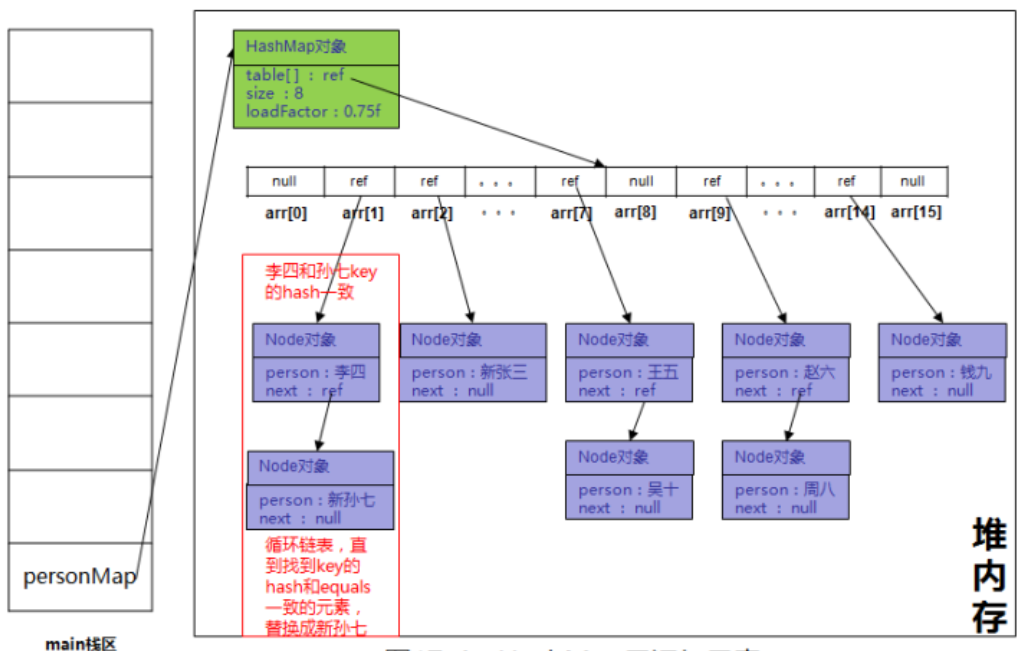 HashMap对象
table[] : ref
size : 8
loadFactor : 0.75f
null ref ref 。。。 ref null ref 。。。 ref null
arr[0] arr[1] arr[2] ··· arr[7] arr[8] arr[9] ··· arr[14] arr[15]
李四和孙七key
的hash一致
Node对象
person : 李四
next : ref
Node对象
person : 新张三
next : null
Node对象
person : 王五
next : ref
Node对象
person : 赵六
next : ref
Node对象
person : 钱九
next : null
Node对象
person : 新孙七
next : null
Node对象
person : 吴十
next : null
Node对象
person : 周八
next : null
循环链表，直
到找到key的
hash和equals
一致的元素，
替换成新孙七
personMap
main栈区
堆
内
存